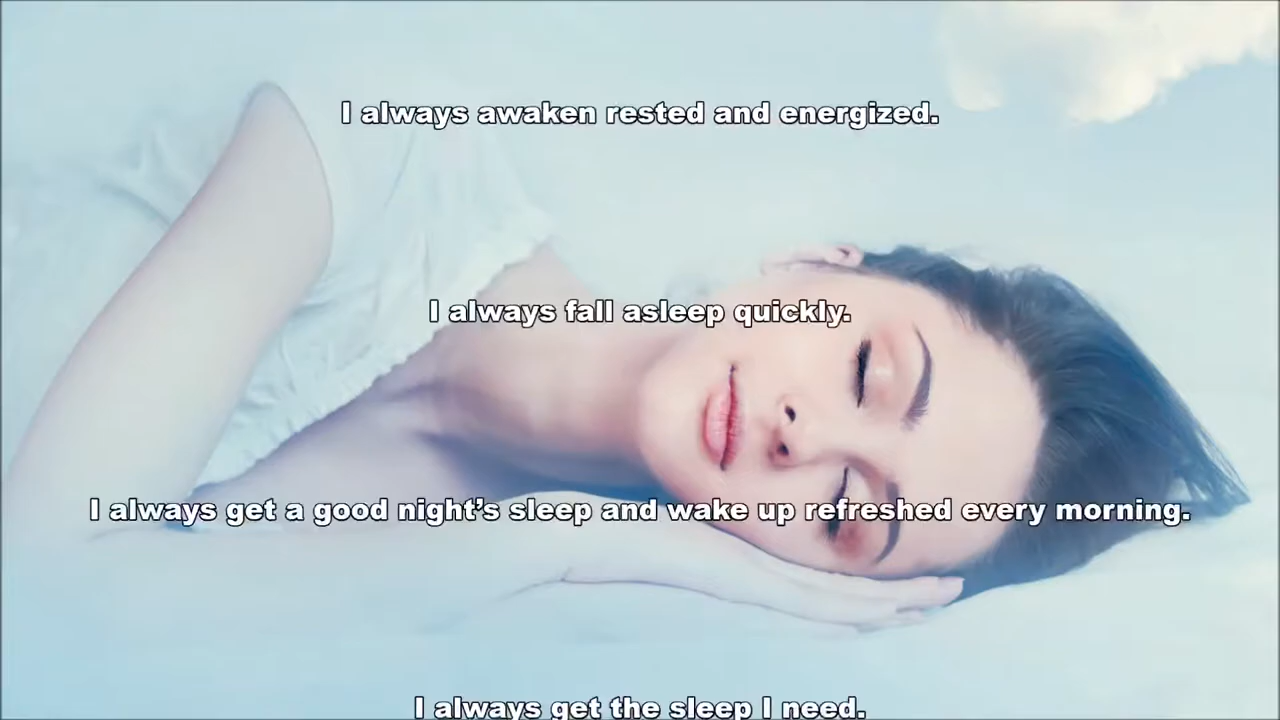 I always awaken rested and energized.
I always fall asleep quickly.
I always get a good night’s sleep and wake up refreshed every morning.
I always get the sleep I need.